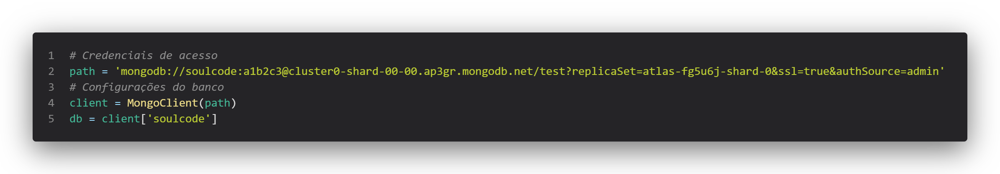 1 # Credenciais de acesso
2 path = 'mongodb://soulcode:a1b2c3@cluster0-shard-00-00.ap3gr.mongodb.net/test?replicaSet=atlas-fg5u6j-shard-0&ssl=true&authSource=admin'
3 # Configurações do banco
4 client = MongoClient(path)
5 db = client['soulcode']